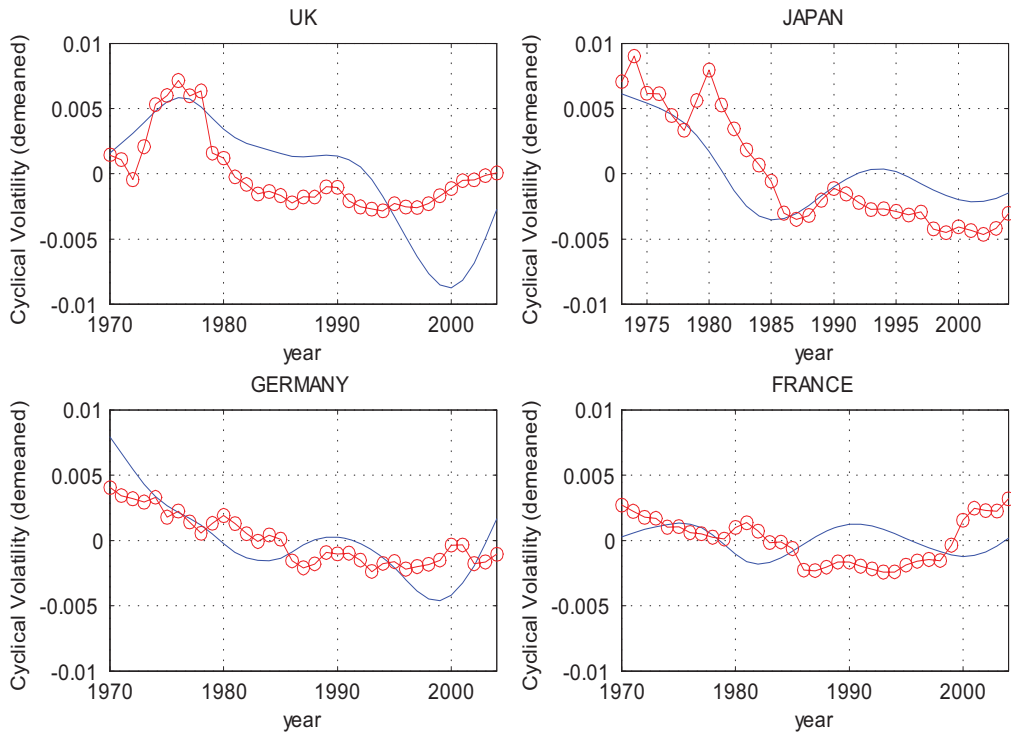 UK
Cyclical Volatility (demeaned)
0.01
0.005
0
-0.005
-0.01
1970 1980 1990 2000
year
JAPAN
Cyclical Volatility (demeaned)
0.01
0.005
0
-0.005
-0.01
1975 1980 1985 1990 1995 2000
year
GERMANY
Cyclical Volatility (demeaned)
0.01
0.005
0
-0.005
-0.01
1970 1980 1990 2000
year
FRANCE
Cyclical Volatility (demeaned)
0.01
0.005
0
-0.005
-0.01
1970 1980 1990 2000
year